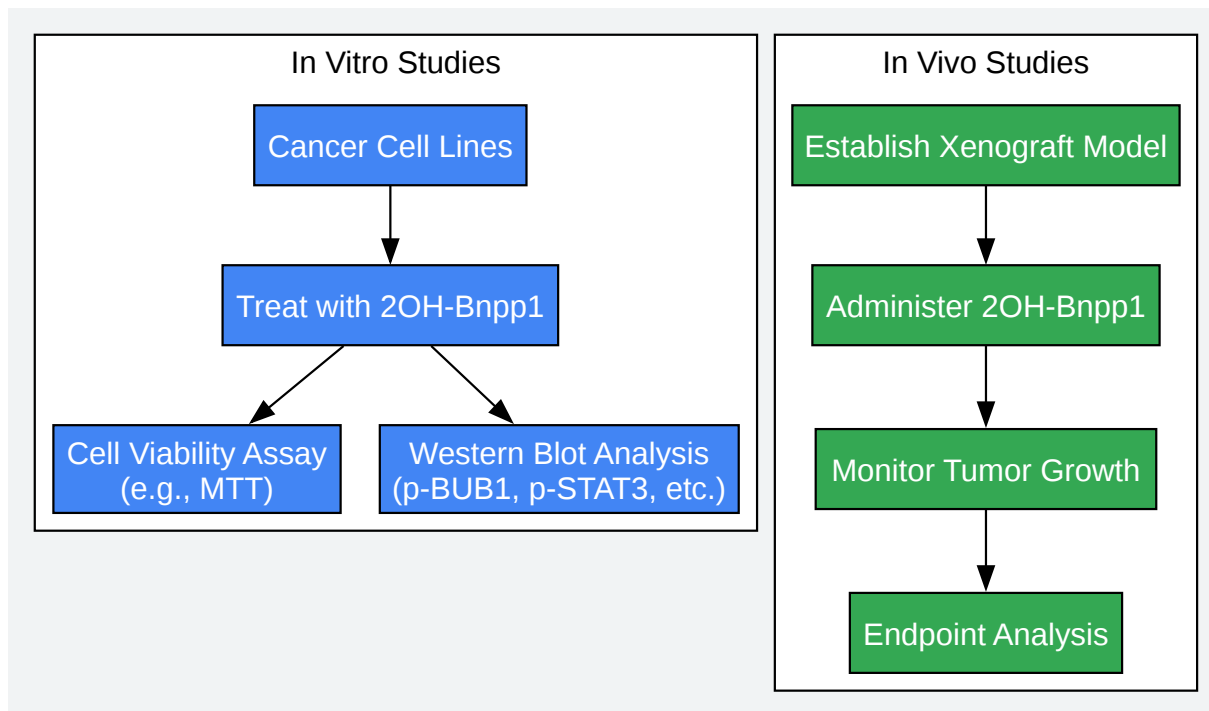 In Vitro Studies
Cancer Cell Lines
Treat with 2OH-Bnpp1
Cell Viability Assay
(e.g., MTT)
Western Blot Analysis
(p-BUB1, p-STAT3, etc.)
In Vivo Studies
Establish Xenograft Model
Administer 2OH-Bnpp1
Monitor Tumor Growth
Endpoint Analysis